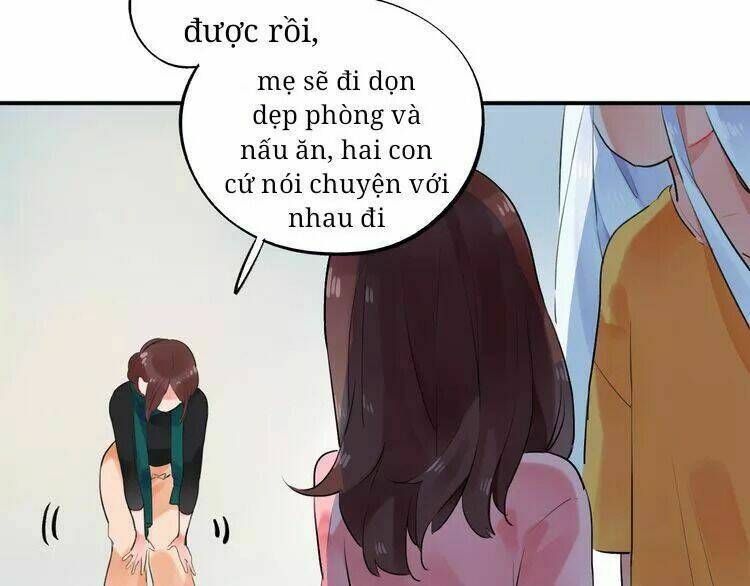 được rồi,
mẹ sẽ đi dọn
dẹp phòng và
nấu ăn, hai con
cứ nói chuyện với
nhau đi